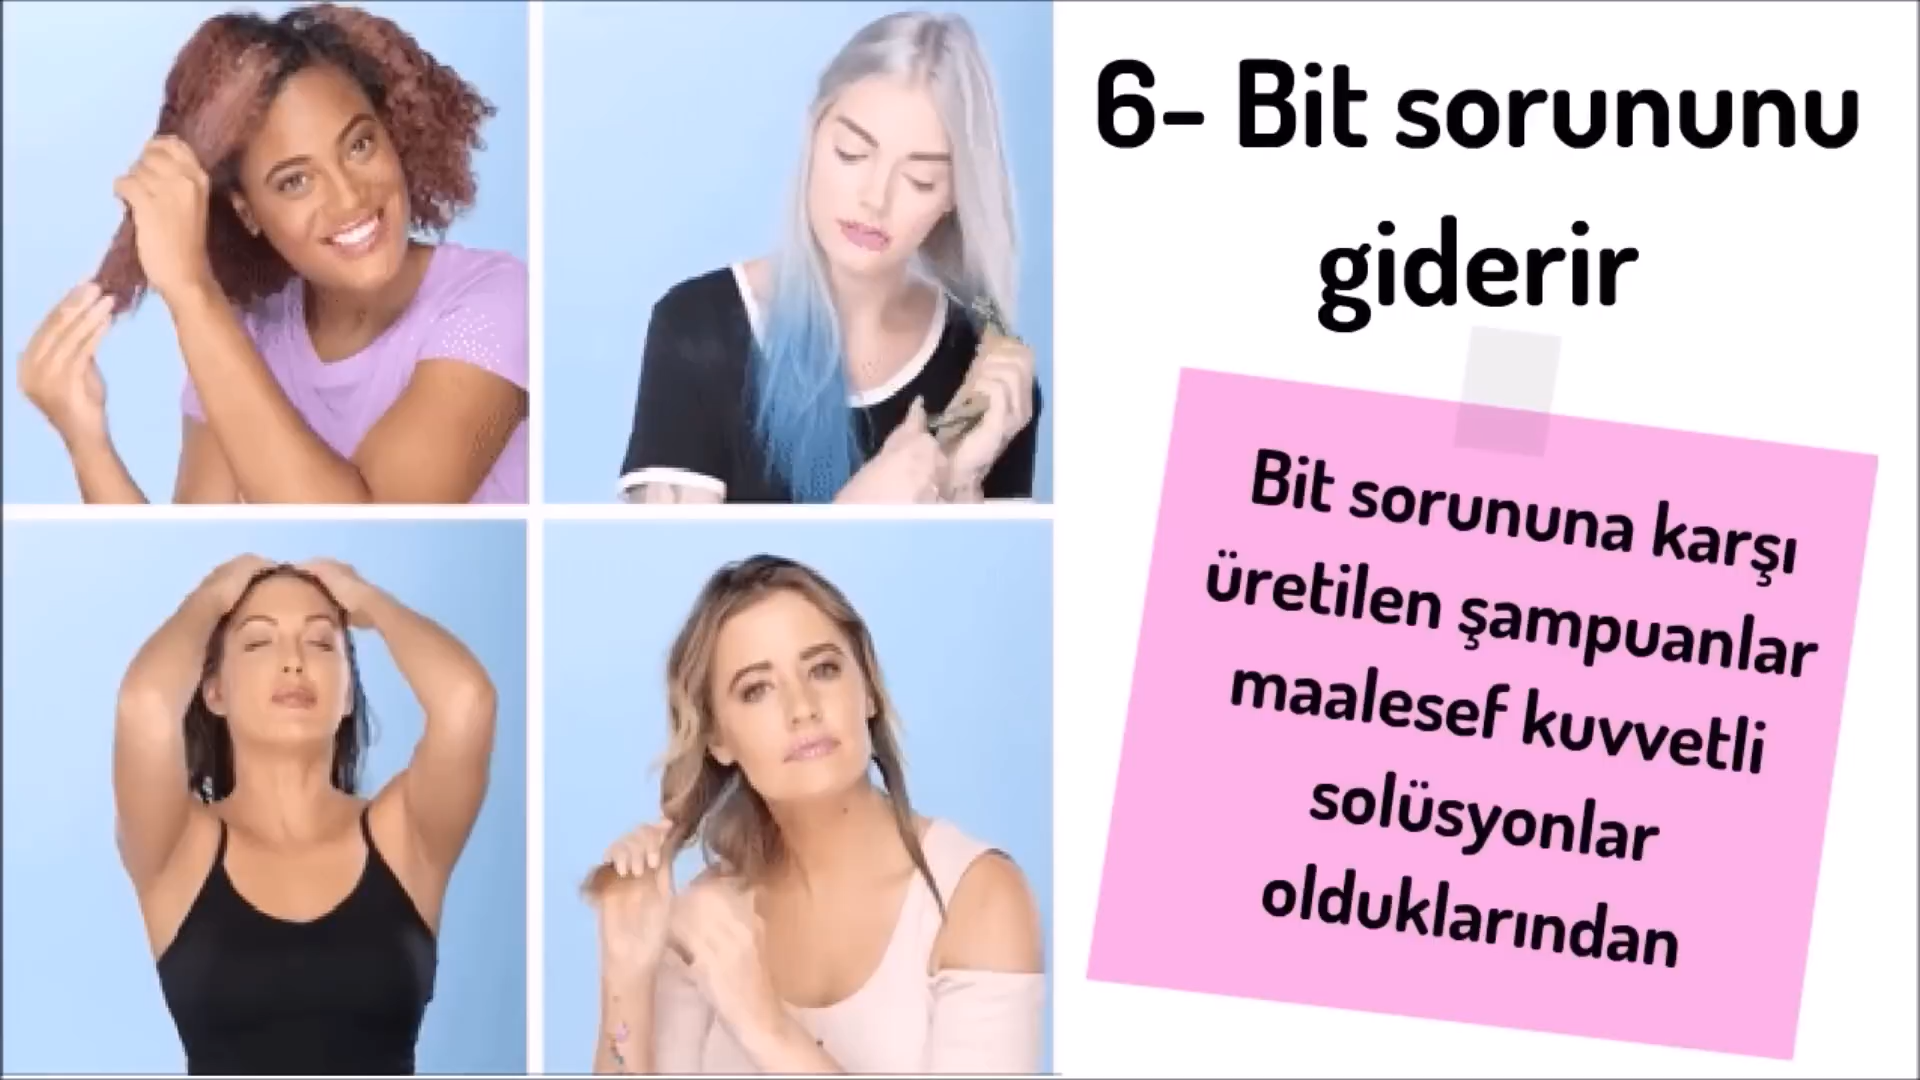 6- Bit sorununu
giderir
Bit sorununa karşı
üretilen şampuanlar
maalesef kuvvetli
solüsyonlar
olduklarından